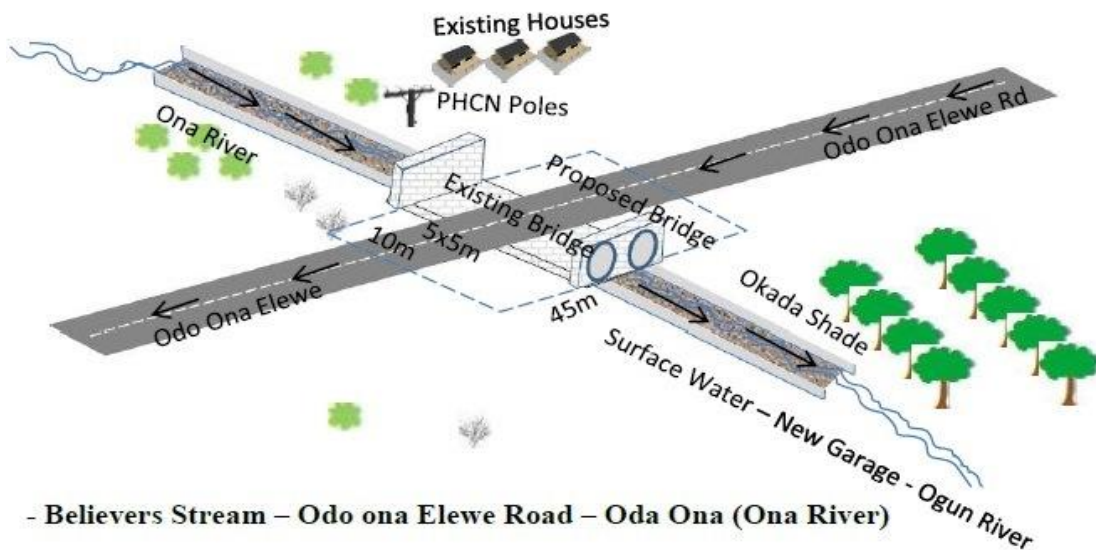 Existing Houses
PHCN Poles
Ona River
Odo Ona Elewe Rd
Proposed Bridge
Existing Bridge
5x5m
10m
Odo Ona Elewe
45m
Okada Shade
Surface Water – New Garage - Ogun River
- Believers Stream – Odo ona Elewe Road – Oda Ona (Ona River)